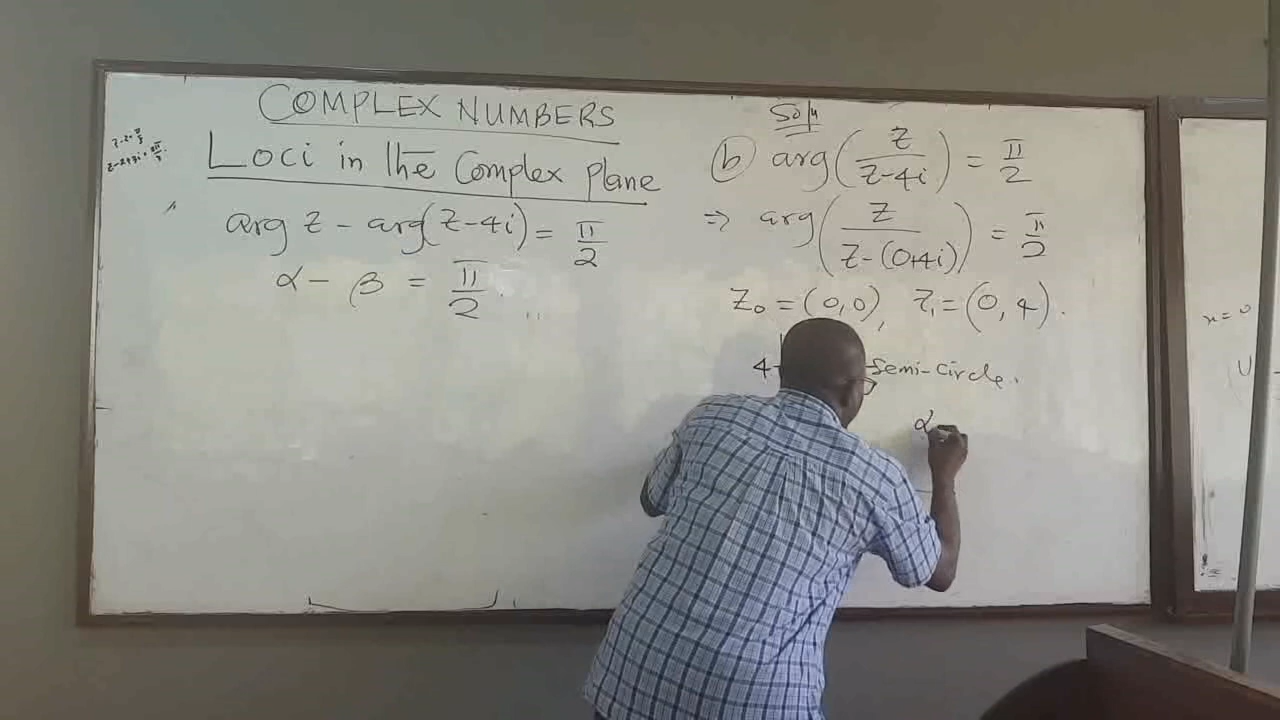 COMPLEX NUMBERS
Loci in the Complex Plane
arg z - arg(z-4i) = π/2
α - β = π/2
Soln
(b) arg(z/(z-4i)) = π/2
⇒ arg(z/(z-(0+4i))) = π/2
z₀ = (0,0), z₁ = (0, 4).
4
Semi-circle.
α